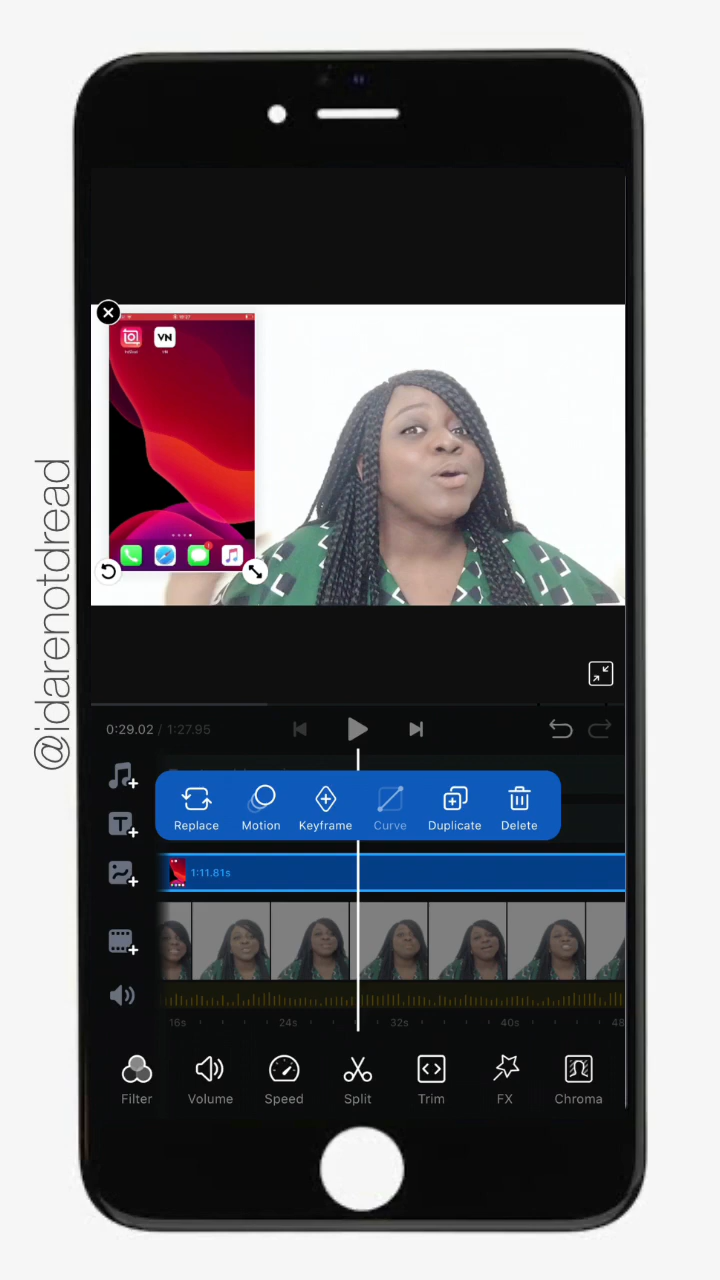 @idarenotdread
VN
0:29.02 / 1:27.95
Replace Motion Keyframe Curve Duplicate Delete
T
1:11.81s
16s 24s 32s 40s 48
Filter Volume Speed Split Trim FX Chroma